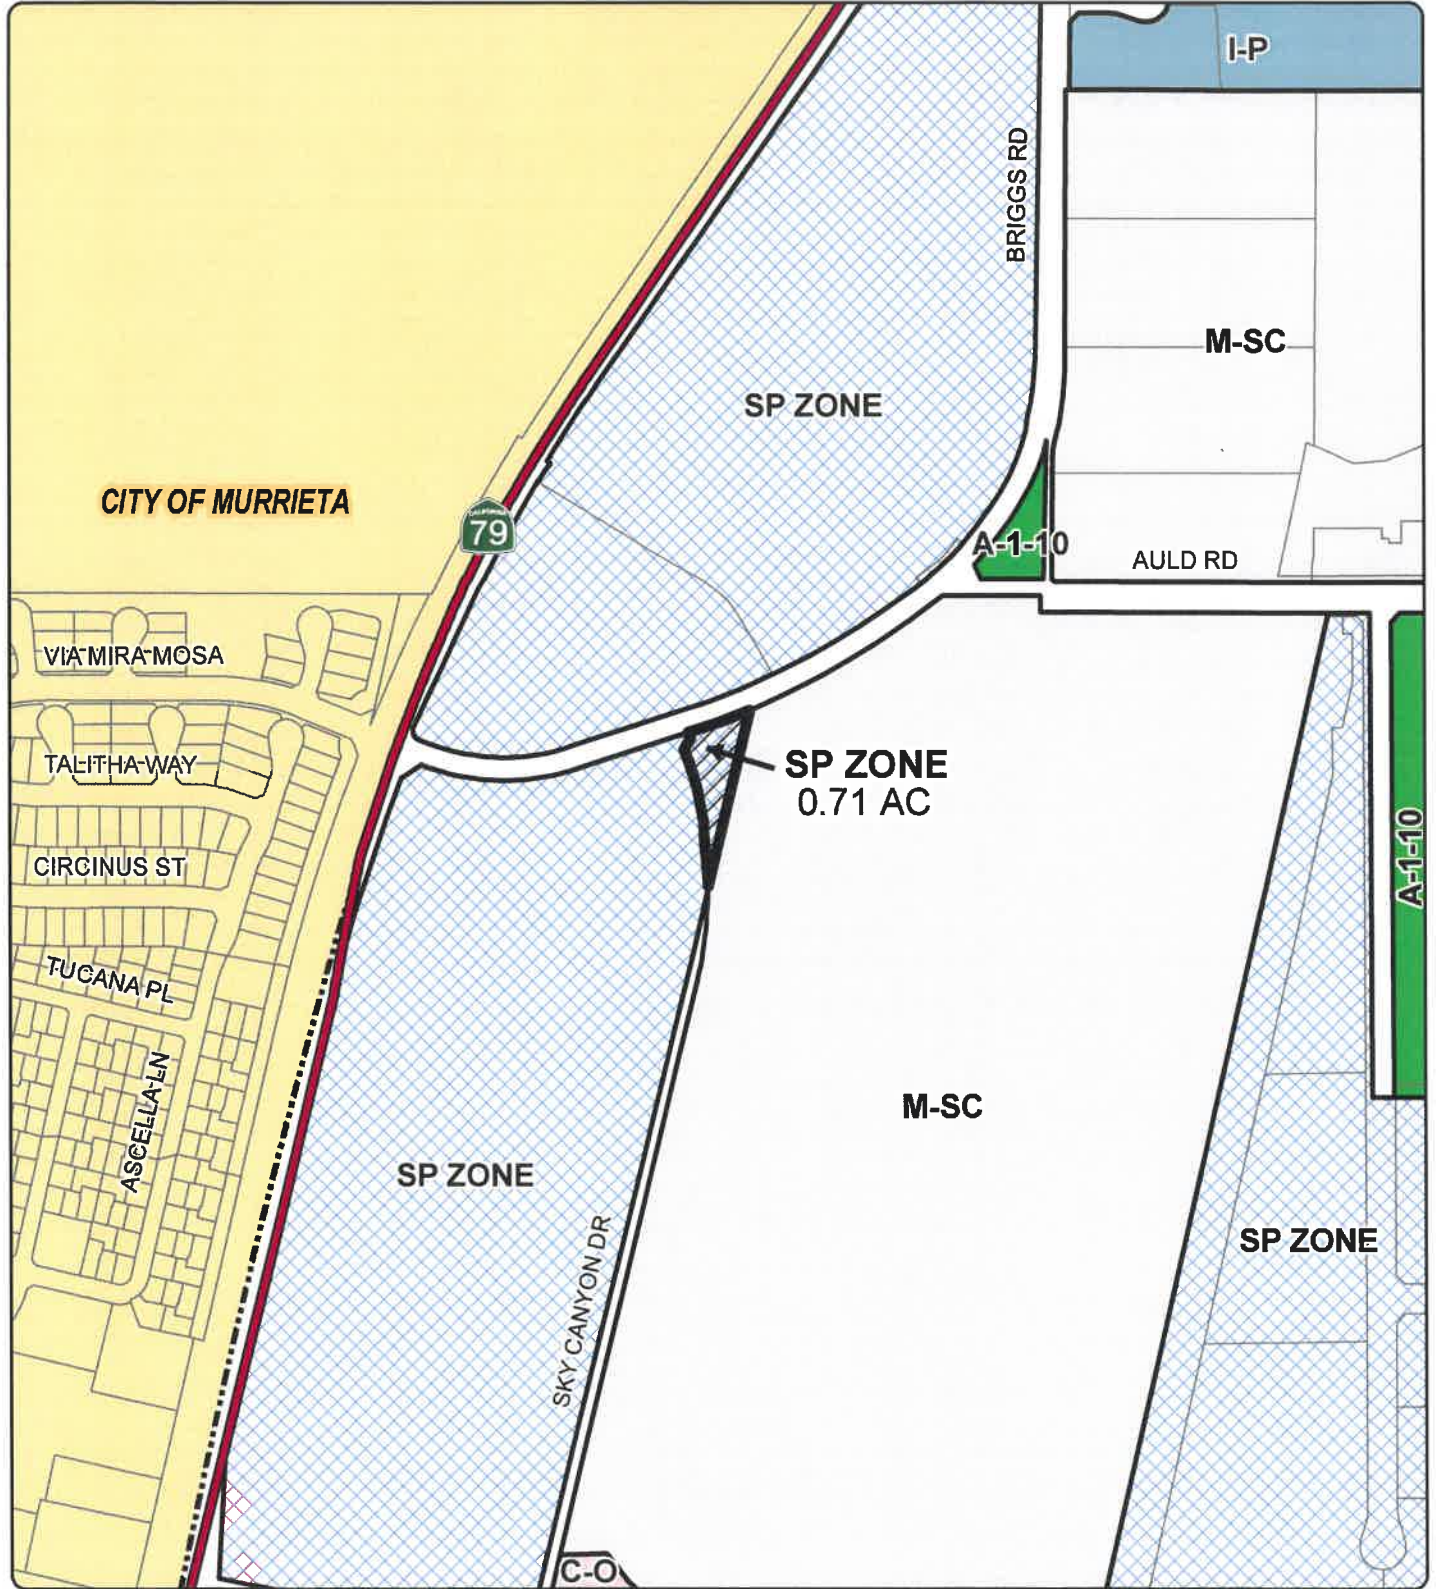 I-P
BRIGGS RD
M-SC
SP ZONE
CITY OF MURRIETA
CALIFORNIA
79
A-1-10
AULD RD
VIA MIRA MOSA
TALITHA WAY
SP ZONE
0.71 AC
CIRCINUS ST
A-1-10
TUCANA PL
ASCELLA LN
M-SC
SP ZONE
SKY CANYON DR
SP ZONE
C-O